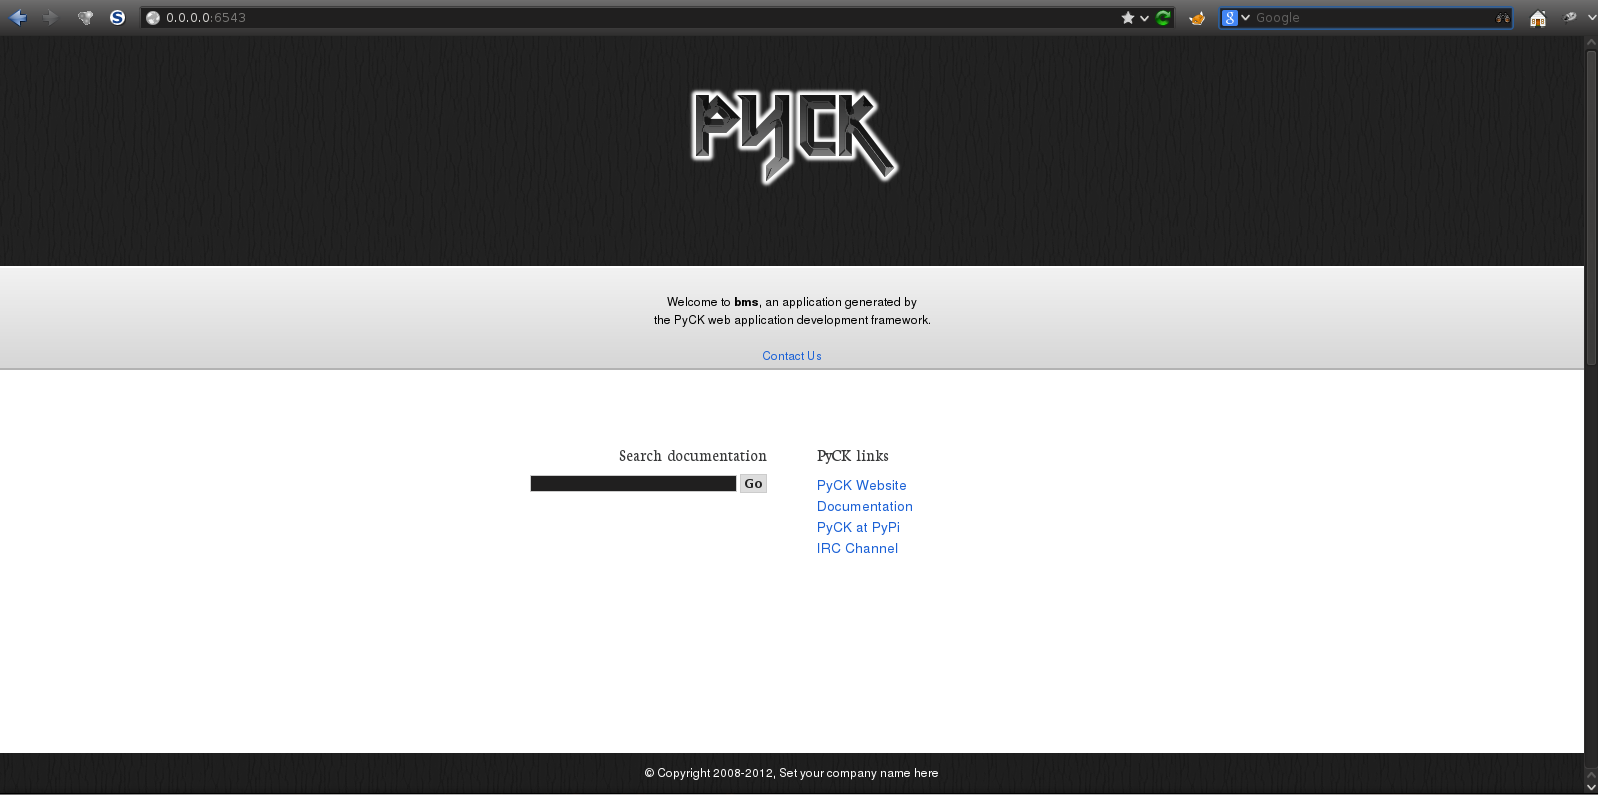 0.0.0.0:6543
Google
PYCK
Welcome to bms, an application generated by
the PyCK web application development framework.
Contact Us
Search documentation
Go
PyCK links
PyCK Website
Documentation
PyCK at PyPi
IRC Channel
© Copyright 2008-2012, Set your company name here